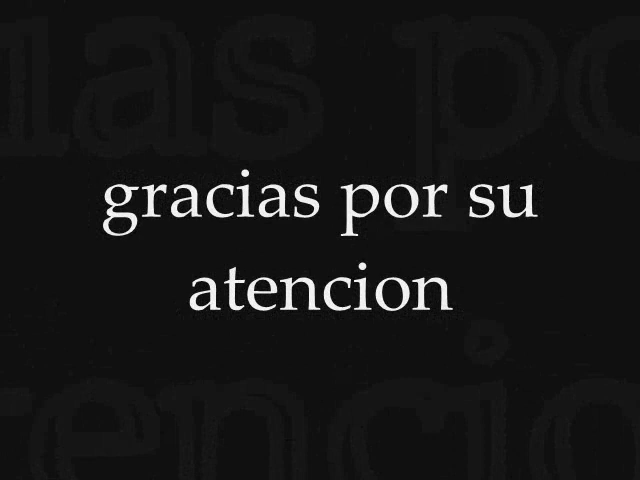 gracias por su
atencion